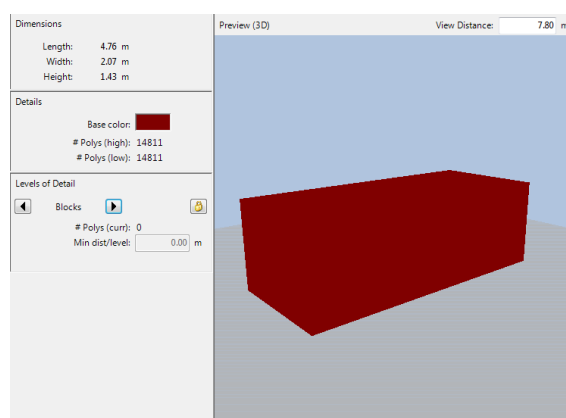 Dimensions
Length: 4.76 m
Width: 2.07 m
Height: 1.43 m
Details
Base color:
# Polys (high): 14811
# Polys (low): 14811
Levels of Detail
Blocks
# Polys (curr): 0
Min dist/level: 0.00 m
Preview (3D) View Distance: 7.80 m